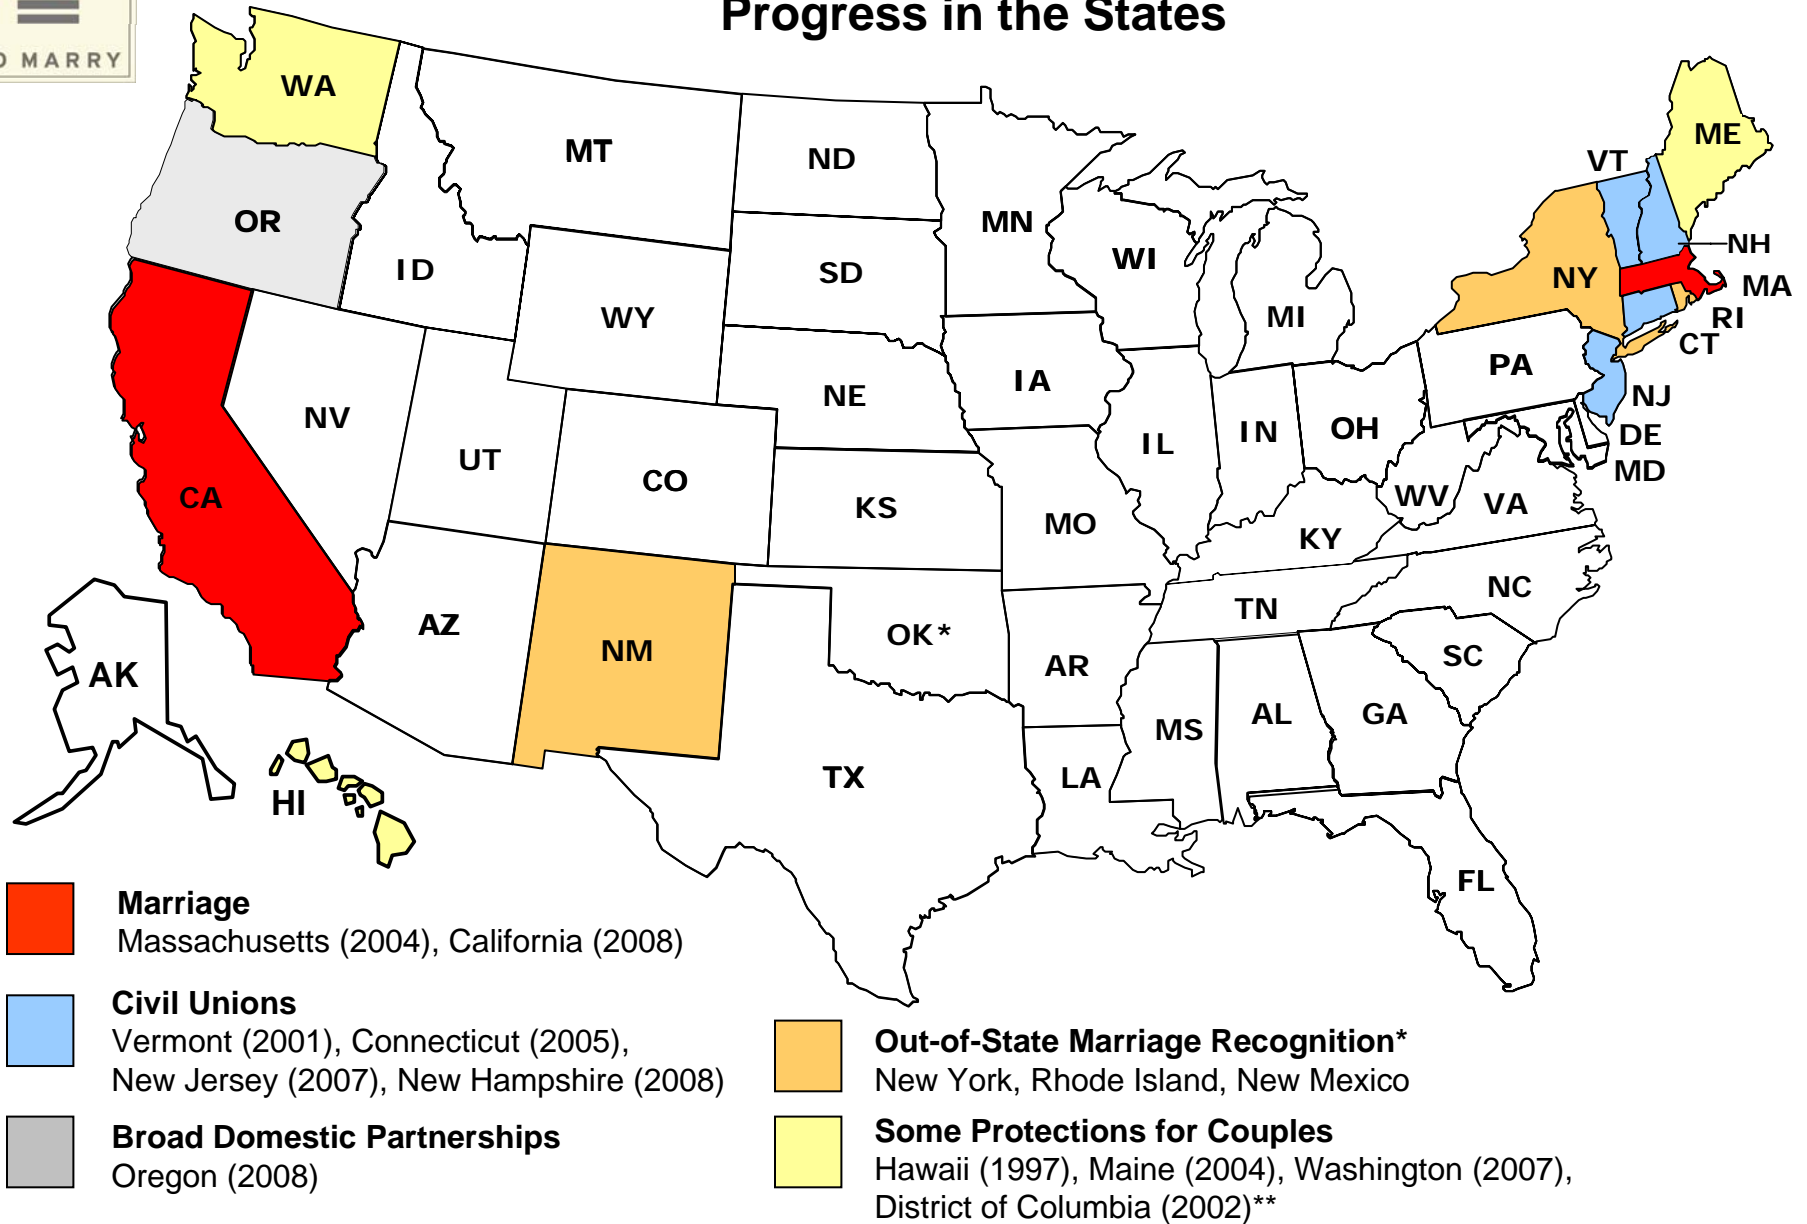 Progress in the States
MARRY
WA
MT
ND
MN
ME
VT
OR
ID
SD
WI
NH
NY
MA
WY
MI
RI
CT
PA
IA
NE
NJ
NV
OH
IN
DE
IL
UT
MD
CO
WV
VA
CA
KS
MO
KY
NC
TN
AZ
OK*
NM
SC
AR
AK
AL
GA
MS
TX
LA
HI
FL
Marriage
Massachusetts (2004), California (2008)
Civil Unions
Vermont (2001), Connecticut (2005),
New Jersey (2007), New Hampshire (2008)
Broad Domestic Partnerships
Oregon (2008)
Out-of-State Marriage Recognition*
New York, Rhode Island, New Mexico
Some Protections for Couples
Hawaii (1997), Maine (2004), Washington (2007),
District of Columbia (2002)**